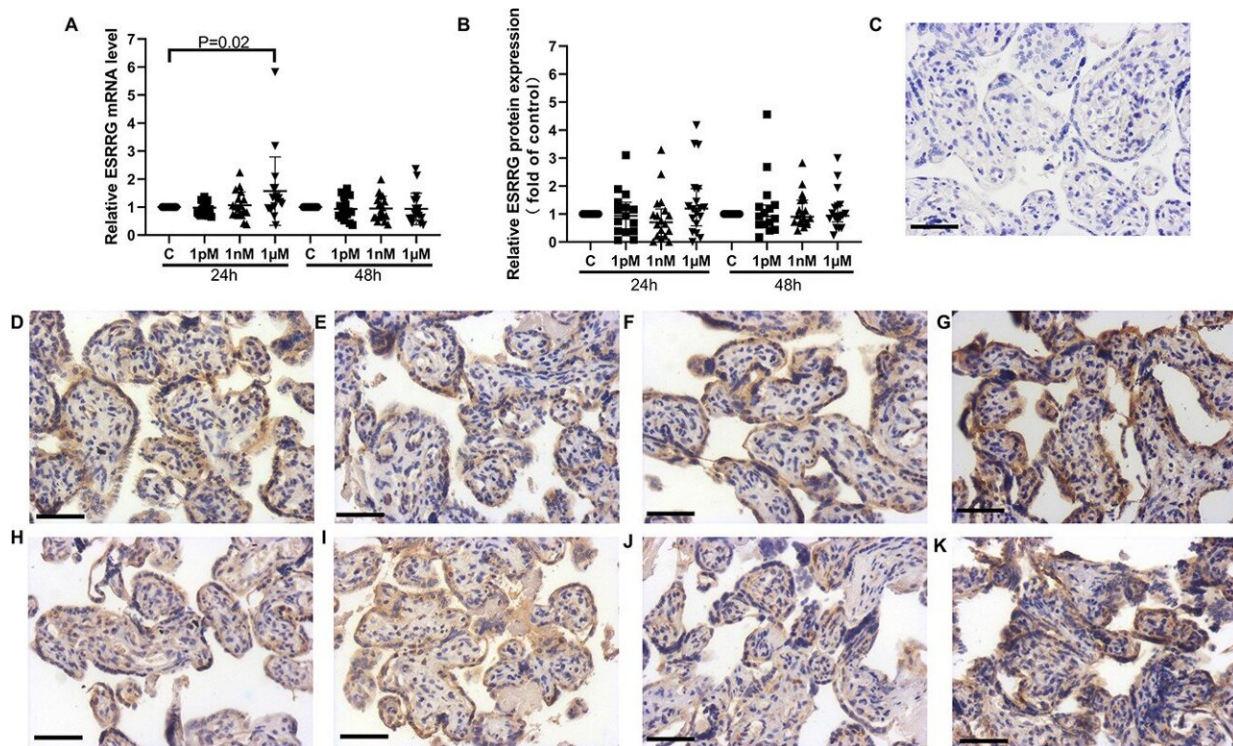 A
Relative ESRRG mRNA level
7
6
5
4
3
2
1
0
P=0.02
C 1pM 1nM 1µM C 1pM 1nM 1µM
24h 48h
B
Relative ESRRG protein expression
( fold of control)
7
6
5
4
3
2
1
0
C 1pM 1nM 1µM C 1pM 1nM 1µM
24h 48h
C
D E F G
H I J K